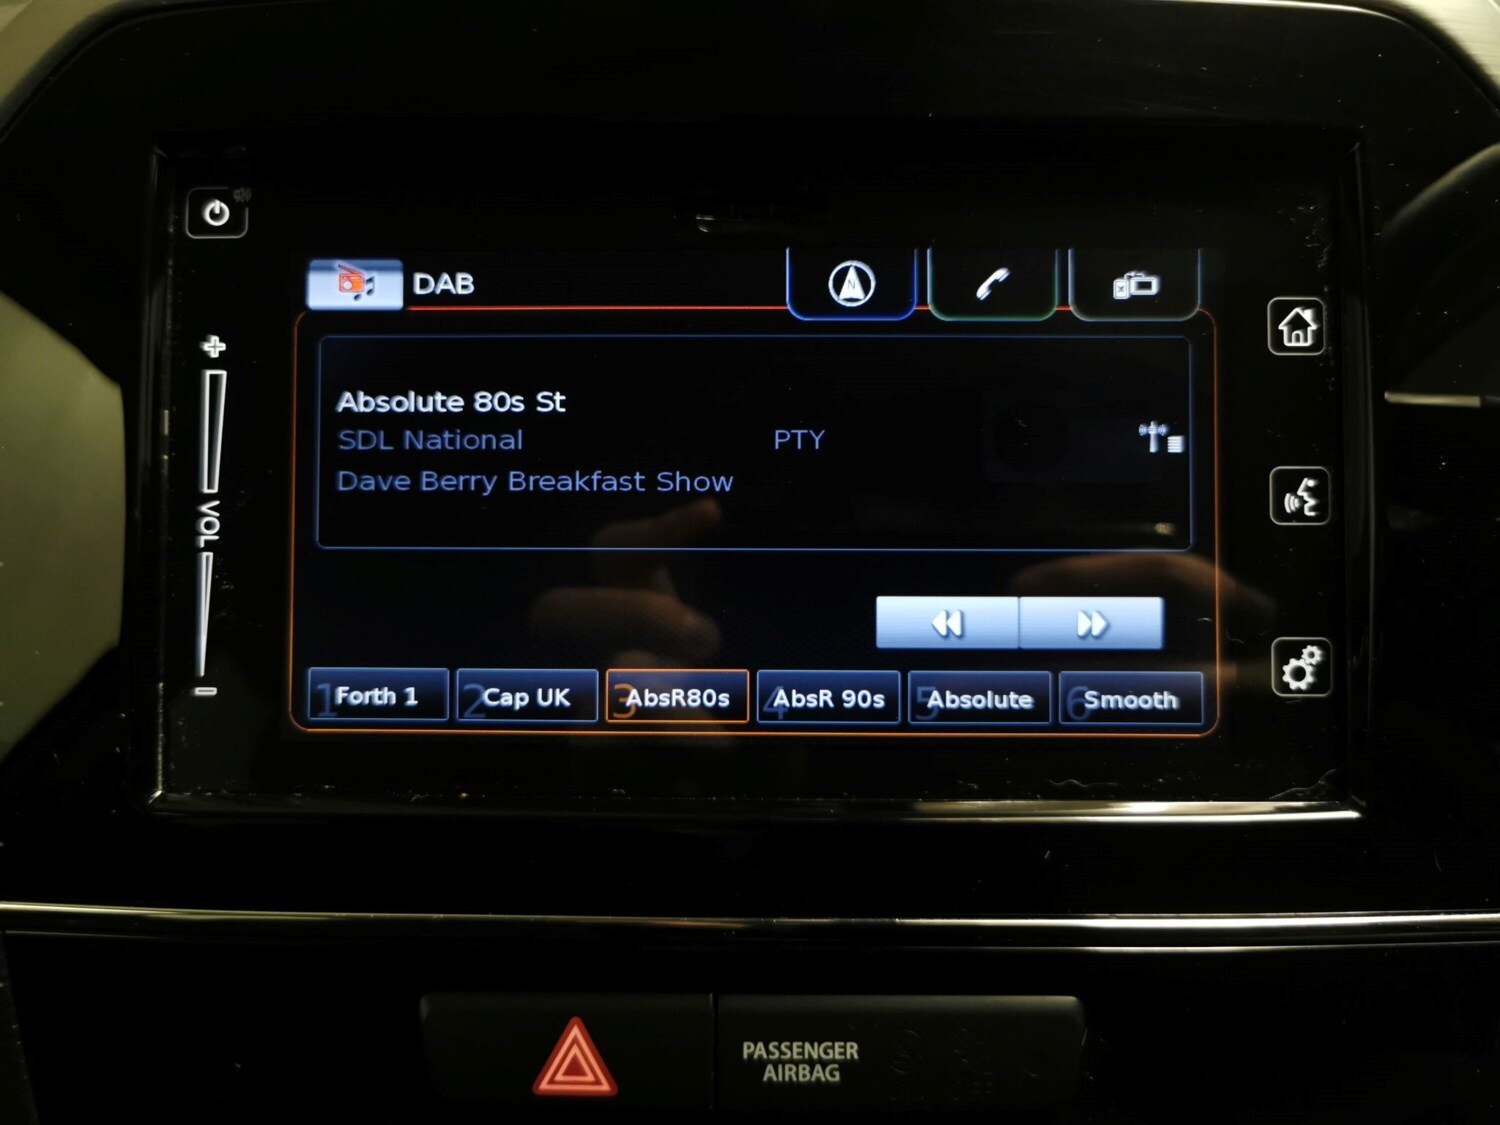 DAB
N
Absolute 80s St
SDL National PTY
Dave Berry Breakfast Show
VOL
1 Forth 1
2 Cap UK
3 AbsR80s
4 AbsR 90s
5 Absolute
6 Smooth
PASSENGER
AIRBAG